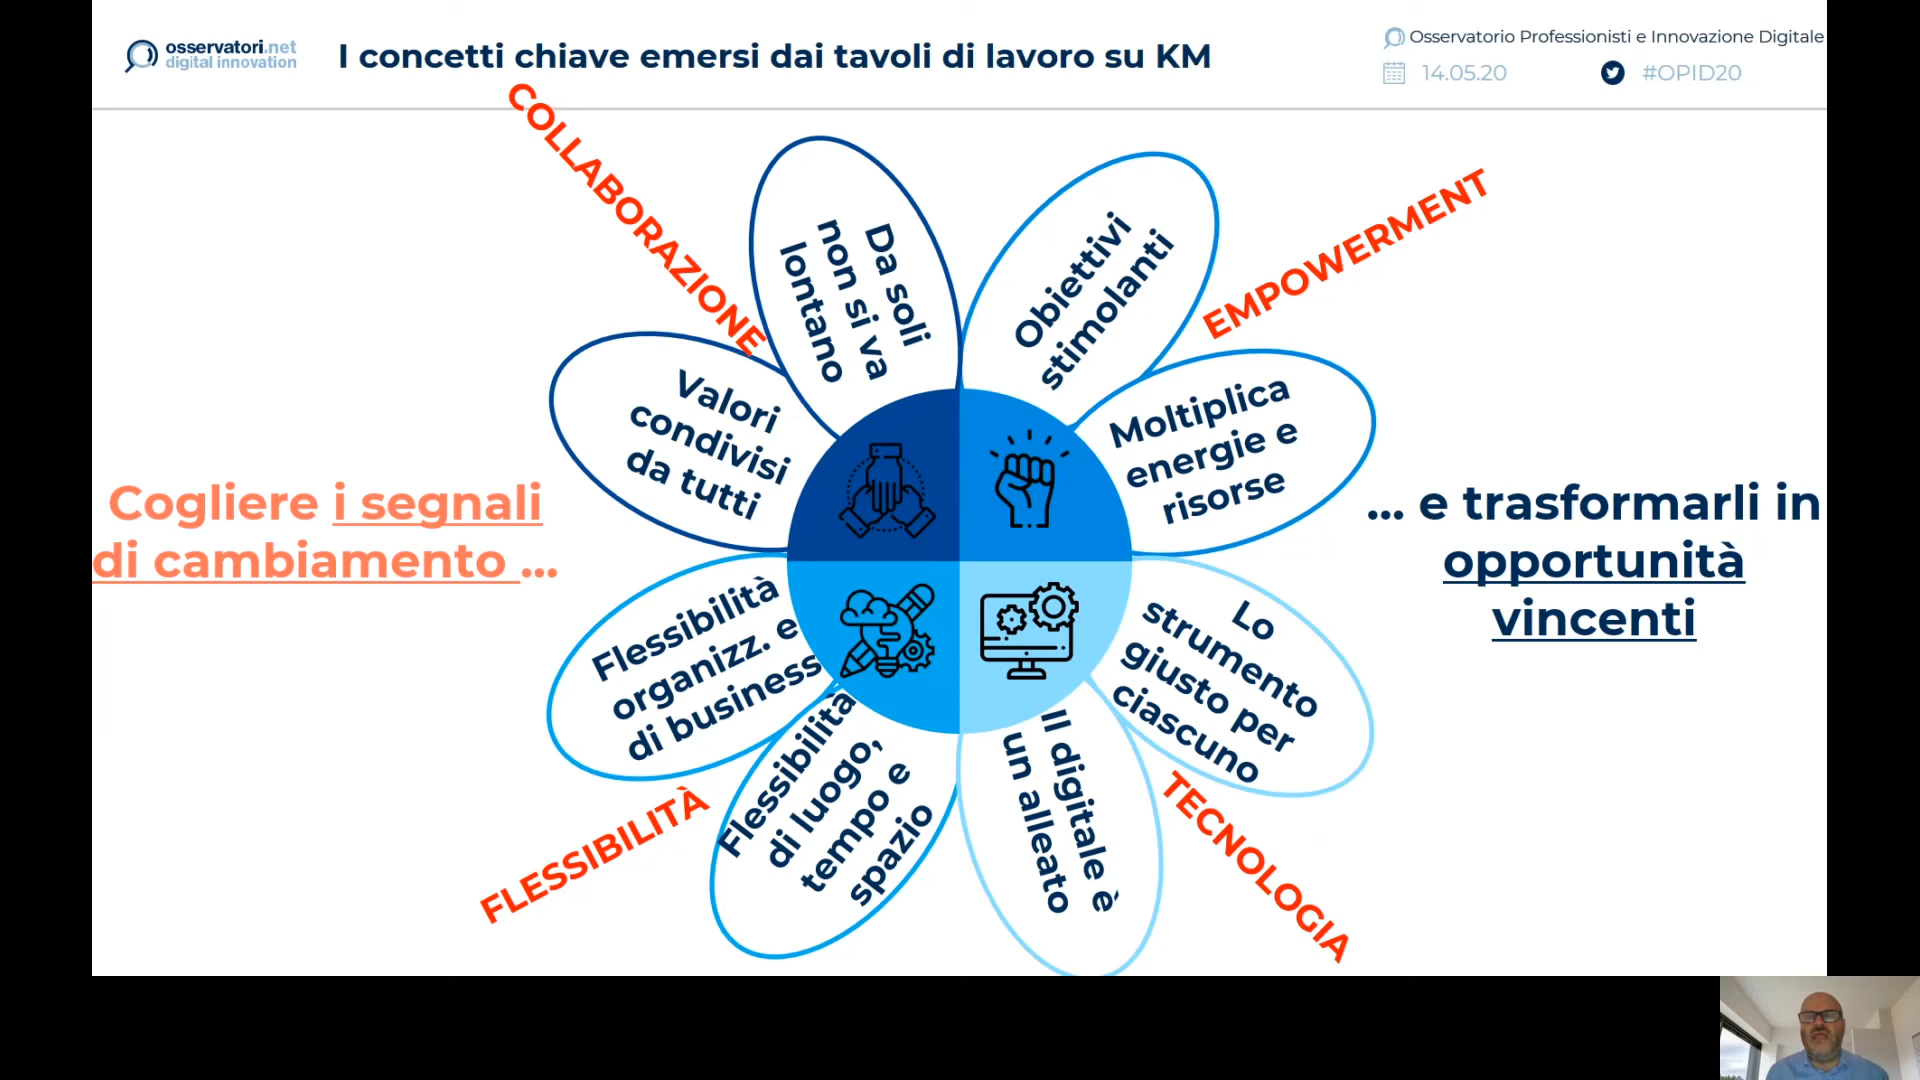 osservatori.net
digital innovation
I concetti chiave emersi dai tavoli di lavoro su KM
Osservatorio Professionisti e Innovazione Digitale
14.05.20
#OPID20
COLLABORAZIONE
Da soli
non si va
lontano
Valori
condivisi
da tutti
EMPOWERMENT
Obiettivi
stimolanti
Moltiplica
energie e
risorse
Cogliere i segnali
di cambiamento ...
... e trasformarli in
opportunità
vincenti
Flessibilità
organizz. e
di business
Flessibilità
di luogo,
tempo e
spazio
FLESSIBILITÀ
Lo
strumento
giusto per
ciascuno
Il digitale è
un alleato
TECNOLOGIA